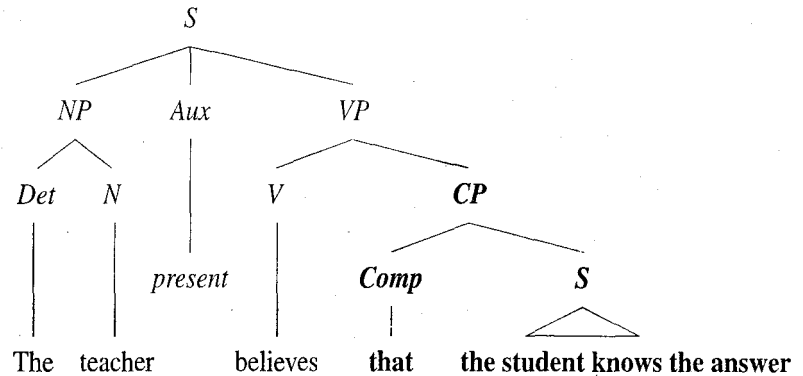 S
NP Aux VP
Det N V CP
present Comp S
The teacher believes that the student knows the answer